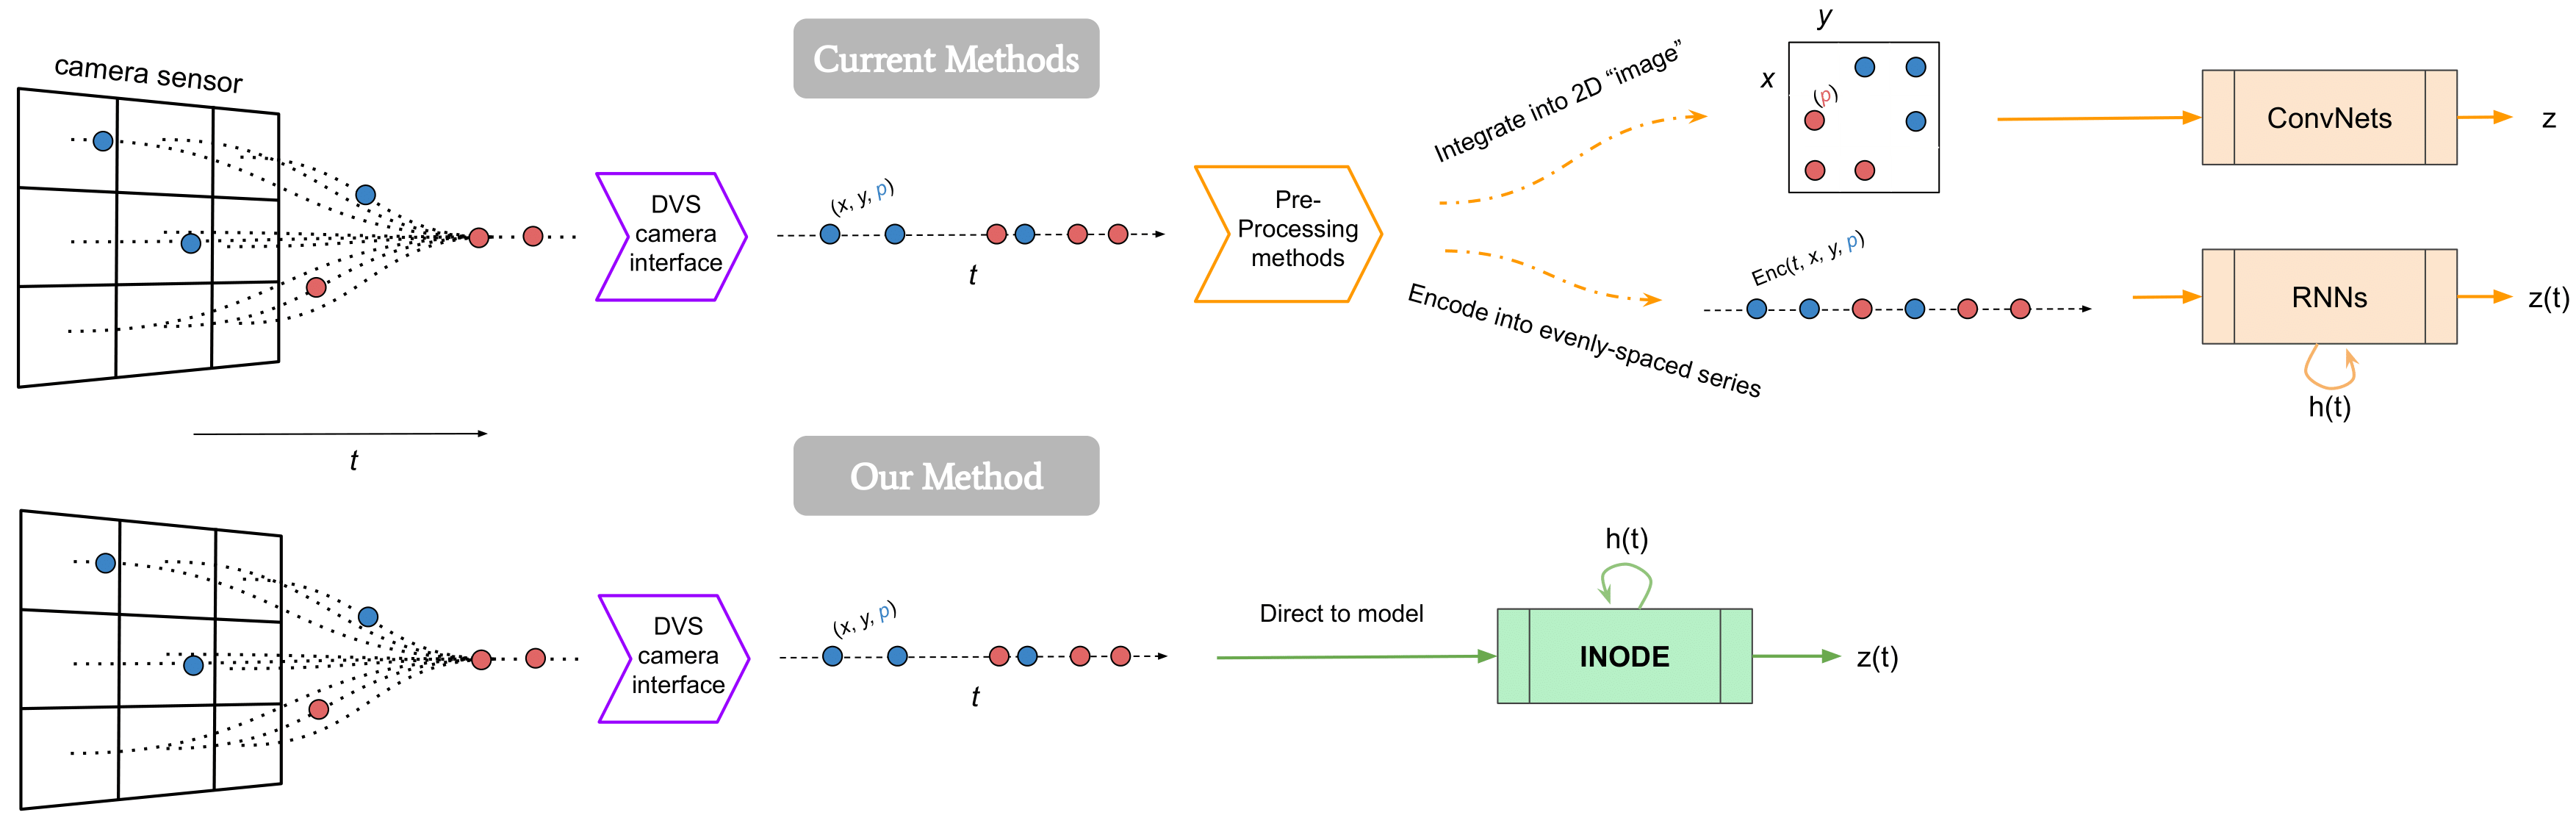 Current Methods
camera sensor
DVS
camera
interface
(x, y, p)
t
Pre-
Processing
methods
Integrate into 2D “image”
y
x
(p)
ConvNets
z
Encode into evenly-spaced series
Enc(t, x, y, p)
RNNs
z(t)
h(t)
t
Our Method
DVS
camera
interface
(x, y, p)
t
Direct to model
h(t)
INODE
z(t)